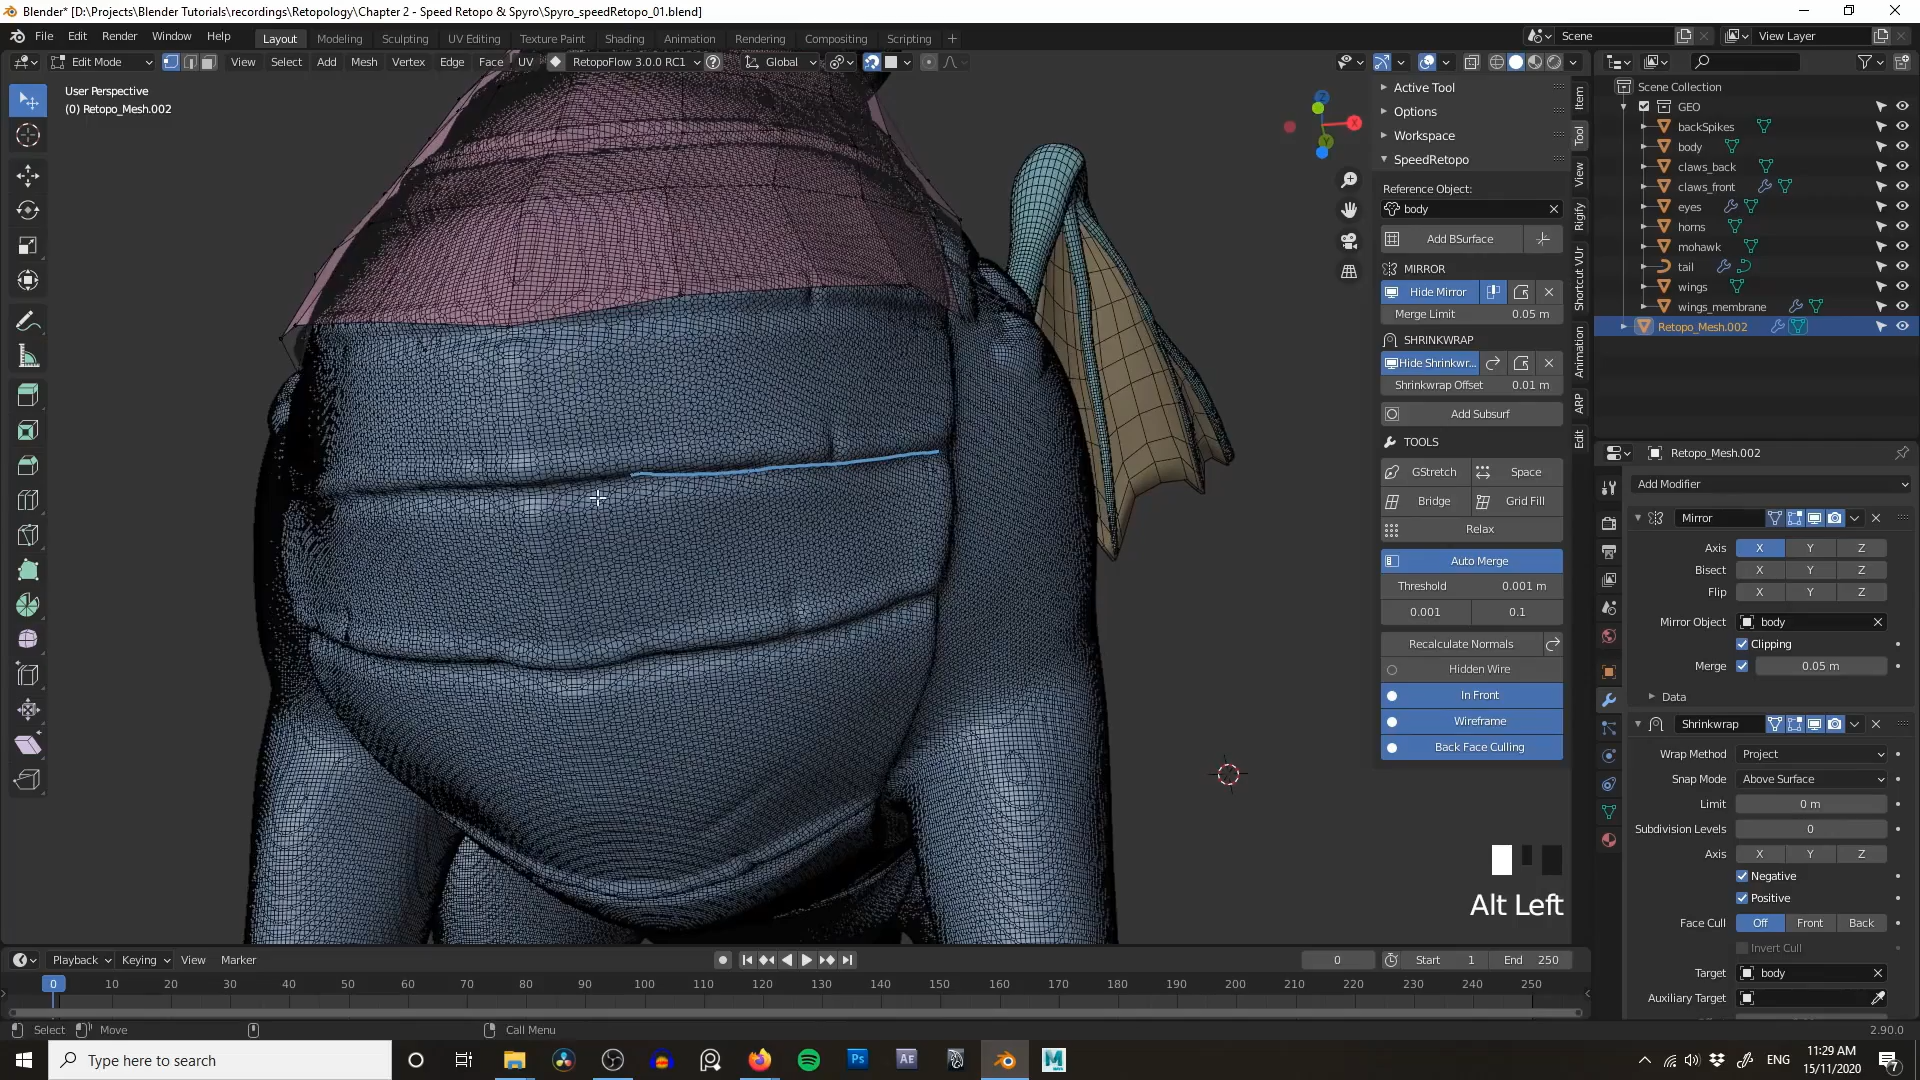 Blender* [D:\Projects\Blender Tutorials\recordings\Retopology\Chapter 2 - Speed Retopo & Spyro\Spyro_speedRetopo_01.blend]
File Edit Render Window Help Layout Modeling Sculpting UV Editing Texture Paint Shading Animation Rendering Compositing Scripting
Scene View Layer
Edit Mode View Select Add Mesh Vertex Edge Face UV RetopoFlow 3.0.0 RC1 Global
User Perspective
(0) Retopo_Mesh.002
Active Tool
Options
Workspace
SpeedRetopo
Reference Object:
body
Add BSurface
MIRROR
Hide Mirror
Merge Limit 0.05 m
SHRINKWRAP
Hide Shrinkwr...
Shrinkwrap Offset 0.01 m
Add Subsurf
TOOLS
GStretch Space
Bridge Grid Fill
Relax
Auto Merge
Threshold 0.001 m
0.001 0.1
Recalculate Normals
Hidden Wire
In Front
Wireframe
Back Face Culling
Item
Tool
View
Rigify
Shortcut VUr
Animation
ARP
Edit
Scene Collection
GEO
backSpikes
body
claws_back
claws_front
eyes
horns
mohawk
tail
wings
wings_membrane
Retopo_Mesh.002
Retopo_Mesh.002
Add Modifier
Mirror
Axis X Y Z
Bisect X Y Z
Flip X Y Z
Mirror Object body
Clipping
Merge 0.05 m
Data
Shrinkwrap
Wrap Method Project
Snap Mode Above Surface
Limit 0 m
Subdivision Levels 0
Axis X Y Z
Negative
Positive
Face Cull Off Front Back
Invert Cull
Target body
Auxiliary Target
Alt Left
Playback Keying View Marker 0 Start 1 End 250
0 10 20 30 40 50 60 70 80 90 100 110 120 130 140 150 160 170 180 190 200 210 220 230 240 250
Select Move Call Menu 2.90.0
Type here to search
Ps
Ae
M
ENG
11:29 AM
15/11/2020
7